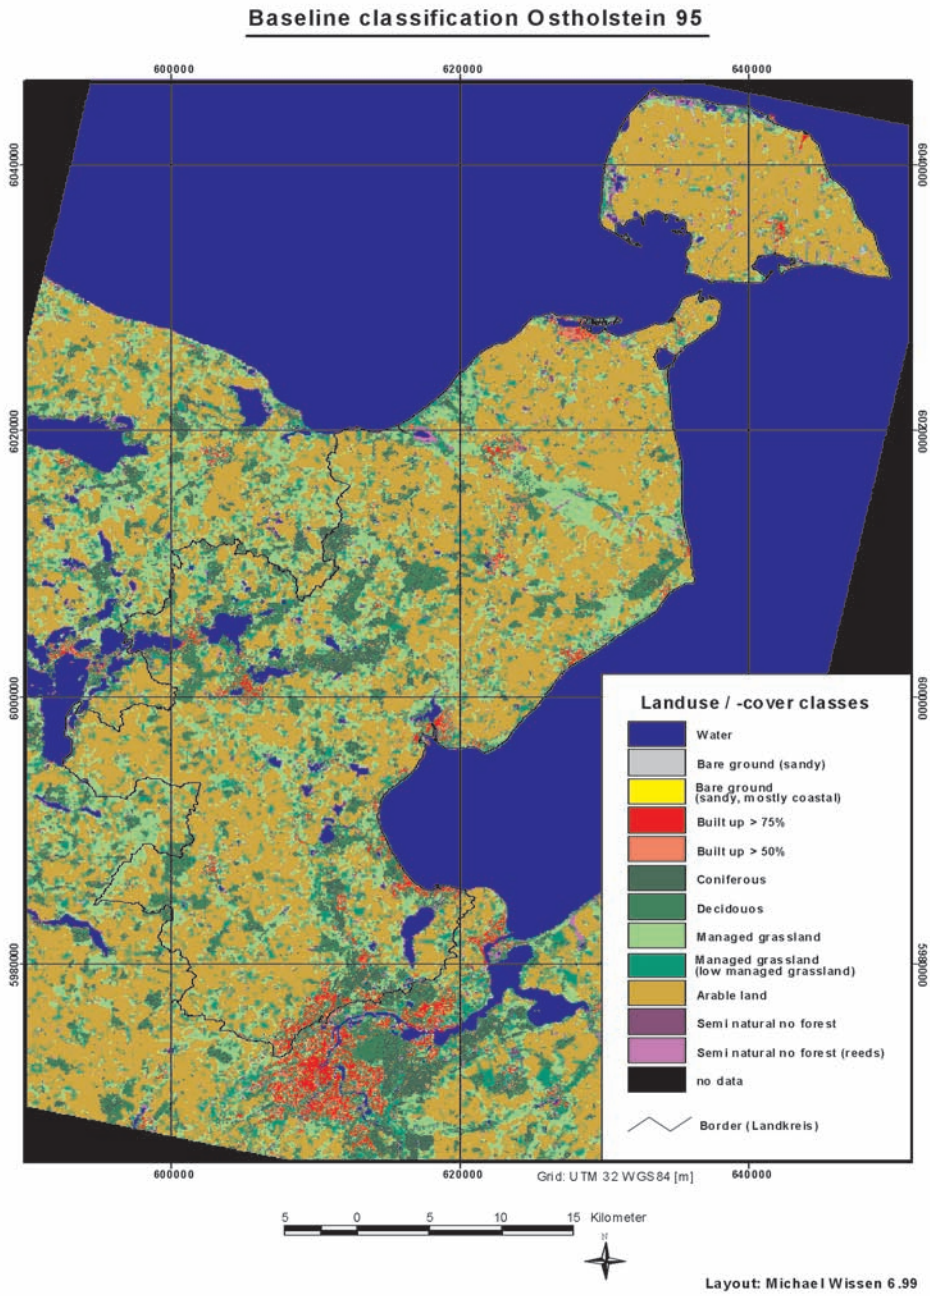 Baseline classification Ostholstein 95
600000 620000 640000
6040000 6040000
6020000 6020000
6000000 6000000
5980000 5980000
Landuse / -cover classes
Water
Bare ground (sandy)
Bare ground
(sandy, mostly coastal)
Built up > 75%
Built up > 50%
Coniferous
Decidouos
Managed grassland
Managed grassland
(low managed grassland)
Arable land
Semi natural no forest
Semi natural no forest (reeds)
no data
Border (Landkreis)
600000 620000 640000
Grid: UTM 32 WGS84 [m]
5 0 5 10 15 Kilometer
N
Layout: Michael Wissen 6.99